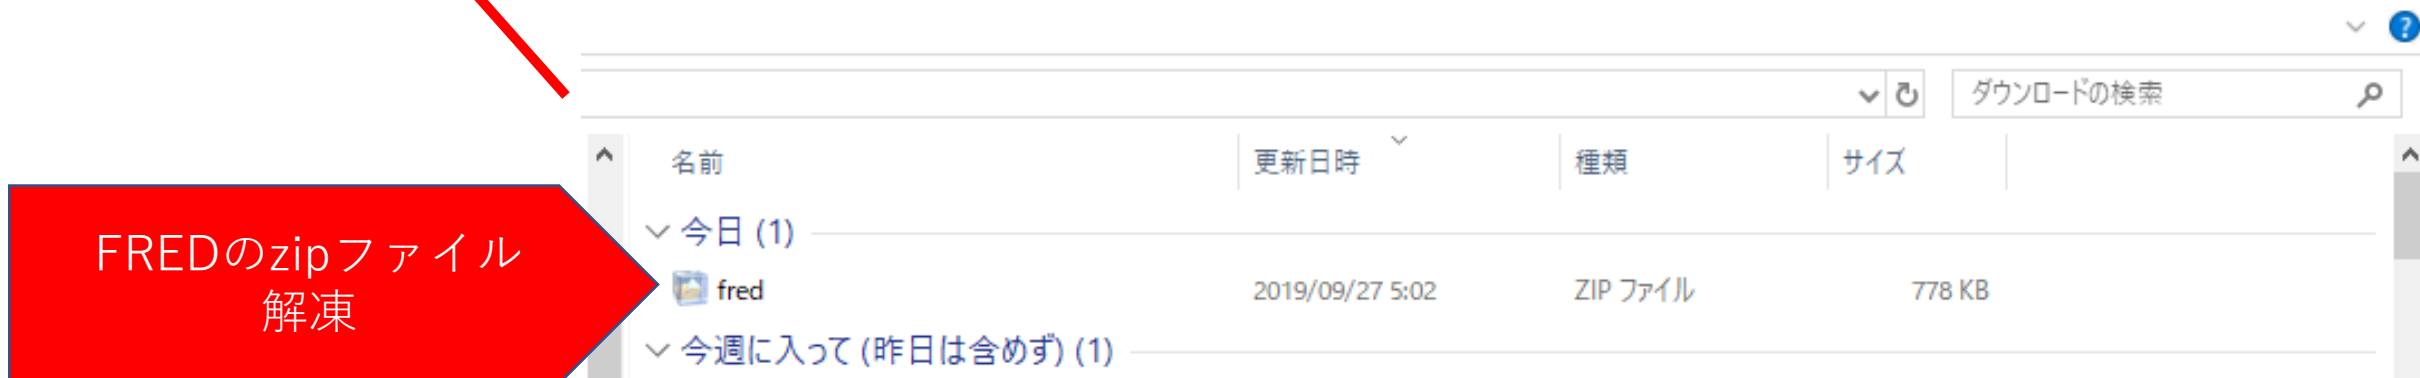 ?
ダウンロードの検索
名前 更新日時 種類 サイズ
今日 (1)
FREDのzipファイル
解凍
fred 2019/09/27 5:02 ZIP ファイル 778 KB
今週に入って (昨日は含めず) (1)